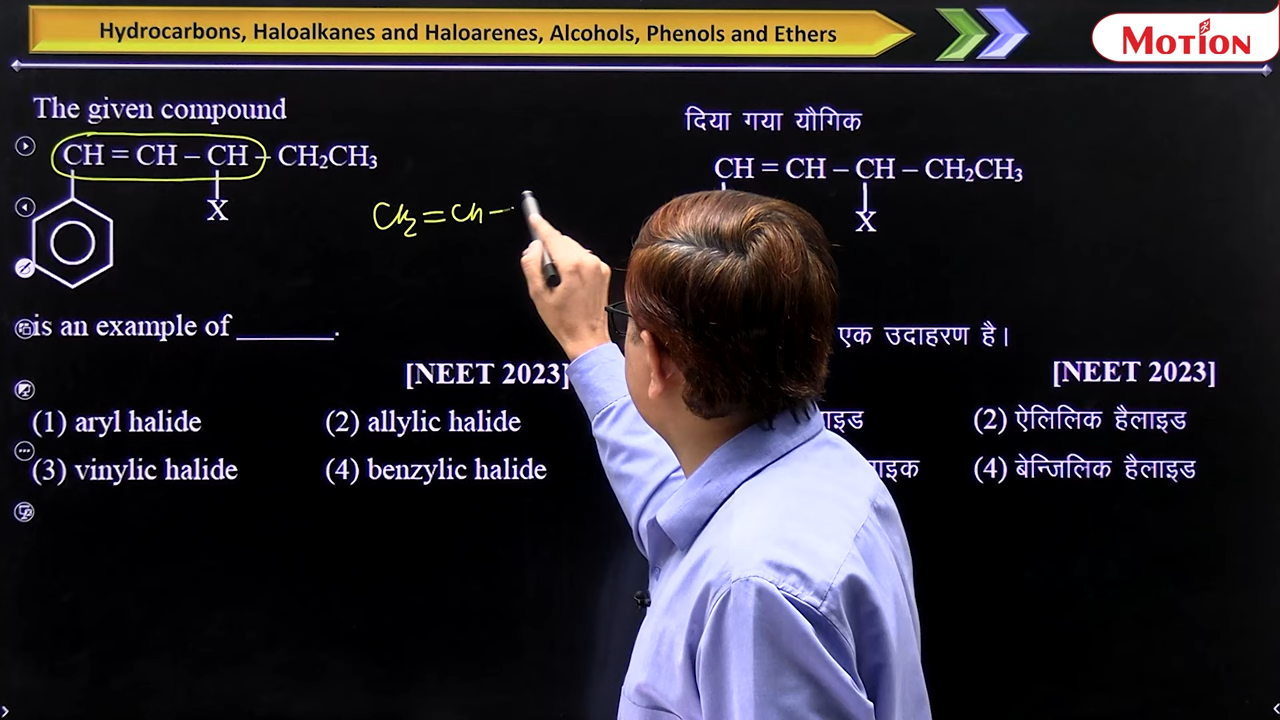 Hydrocarbons, Haloalkanes and Haloarenes, Alcohols, Phenols and Ethers
MOTION
The given compound
CH = CH – CH – CH₂CH₃
X
CH₂ = CH –
is an example of ______.
[NEET 2023]
(1) aryl halide (2) allylic halide
(3) vinylic halide (4) benzylic halide
दिया गया यौगिक
CH = CH – CH – CH₂CH₃
X
एक उदाहरण है।
[NEET 2023]
(2) ऐलिलिक हैलाइड
(4) बेन्जिलिक हैलाइड